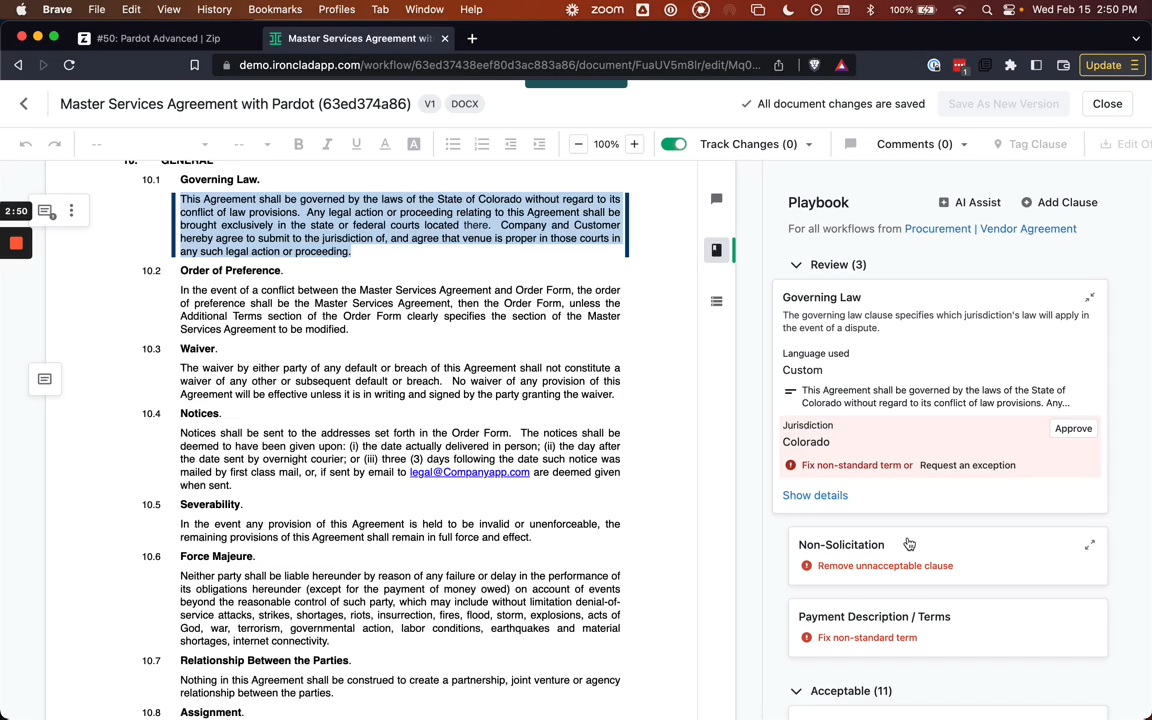 Brave File Edit View History Bookmarks Profiles Tab Window Help zoom 100% Wed Feb 15 2:50 PM
#50: Pardot Advanced | Zip
Master Services Agreement wit
demo.ironcladapp.com/workflow/63ed37438eef80d3ac883a86/document/FuaUV5m8lr/edit/Mq0... 1 Update
Master Services Agreement with Pardot (63ed374a86) V1 DOCX
All document changes are saved Save As New Version Close
-- -- B I U A A 100% Track Changes (0) Comments (0) Tag Clause Edit Of
10. GENERAL
10.1 Governing Law.
This Agreement shall be governed by the laws of the State of Colorado without regard to its
conflict of law provisions. Any legal action or proceeding relating to this Agreement shall be
brought exclusively in the state or federal courts located there. Company and Customer
hereby agree to submit to the jurisdiction of, and agree that venue is proper in those courts in
any such legal action or proceeding.
2:50
10.2 Order of Preference.
In the event of a conflict between the Master Services Agreement and Order Form, the order
of preference shall be the Master Services Agreement, then the Order Form, unless the
Additional Terms section of the Order Form clearly specifies the section of the Master
Services Agreement to be modified.
10.3 Waiver.
The waiver by either party of any default or breach of this Agreement shall not constitute a
waiver of any other or subsequent default or breach. No waiver of any provision of this
Agreement will be effective unless it is in writing and signed by the party granting the waiver.
10.4 Notices.
Notices shall be sent to the addresses set forth in the Order Form. The notices shall be
deemed to have been given upon: (i) the date actually delivered in person; (ii) the day after
the date sent by overnight courier; or (iii) three (3) days following the date such notice was
mailed by first class mail, or, if sent by email to legal@Companyapp.com are deemed given
when sent.
10.5 Severability.
In the event any provision of this Agreement is held to be invalid or unenforceable, the
remaining provisions of this Agreement shall remain in full force and effect.
10.6 Force Majeure.
Neither party shall be liable hereunder by reason of any failure or delay in the performance of
its obligations hereunder (except for the payment of money owed) on account of events
beyond the reasonable control of such party, which may include without limitation denial-of-
service attacks, strikes, shortages, riots, insurrection, fires, flood, storm, explosions, acts of
God, war, terrorism, governmental action, labor conditions, earthquakes and material
shortages, internet connectivity.
10.7 Relationship Between the Parties.
Nothing in this Agreement shall be construed to create a partnership, joint venture or agency
relationship between the parties.
10.8 Assignment.
Playbook AI Assist Add Clause
For all workflows from Procurement | Vendor Agreement
Review (3)
Governing Law
The governing law clause specifies which jurisdiction's law will apply in
the event of a dispute.
Language used
Custom
This Agreement shall be governed by the laws of the State of
Colorado without regard to its conflict of law provisions. Any...
Jurisdiction Approve
Colorado
Fix non-standard term or Request an exception
Show details
Non-Solicitation
Remove unnacceptable clause
Payment Description / Terms
Fix non-standard term
Acceptable (11)